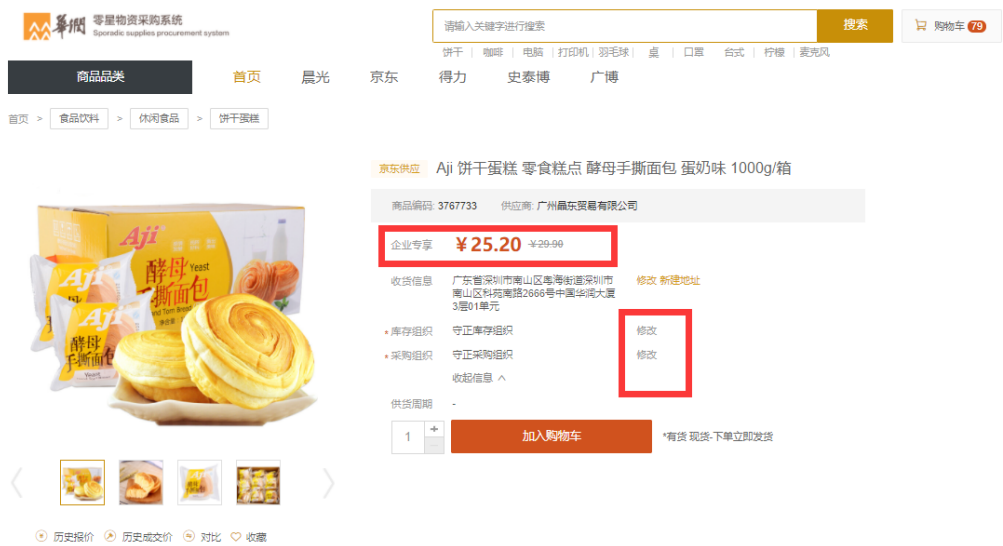 華潤 零星物资采购系统
Sporadic supplies procurement system
请输入关键字进行搜索
搜索
购物车 79
饼干 | 咖啡 | 电脑 | 打印机 | 羽毛球 | 桌 | 口罩 台式 | 柠檬 | 麦克风
商品品类 首页 晨光 京东 得力 史泰博 广博
首页 > 食品饮料 > 休闲食品 > 饼干蛋糕
京东供应 Aji 饼干蛋糕 零食糕点 酵母手撕面包 蛋奶味 1000g/箱
商品编码: 3767733 供应商: 广州晶东贸易有限公司
企业专享 ￥25.20 ￥29.90
收货信息 广东省深圳市南山区粤海街道深圳市南山区科苑南路2666号中国华润大厦3层01单元 修改 新建地址
* 库存组织 守正库存组织 修改
* 采购组织 守正采购组织 修改
收起信息 ^
供货周期 -
1 + - 加入购物车 *有货 现货-下单立即发货
Aji
酵母 Yeast
手撕面包
Aji
Aji
酵母
手撕面
Yeast
< >
历史报价 历史成交价 对比 收藏